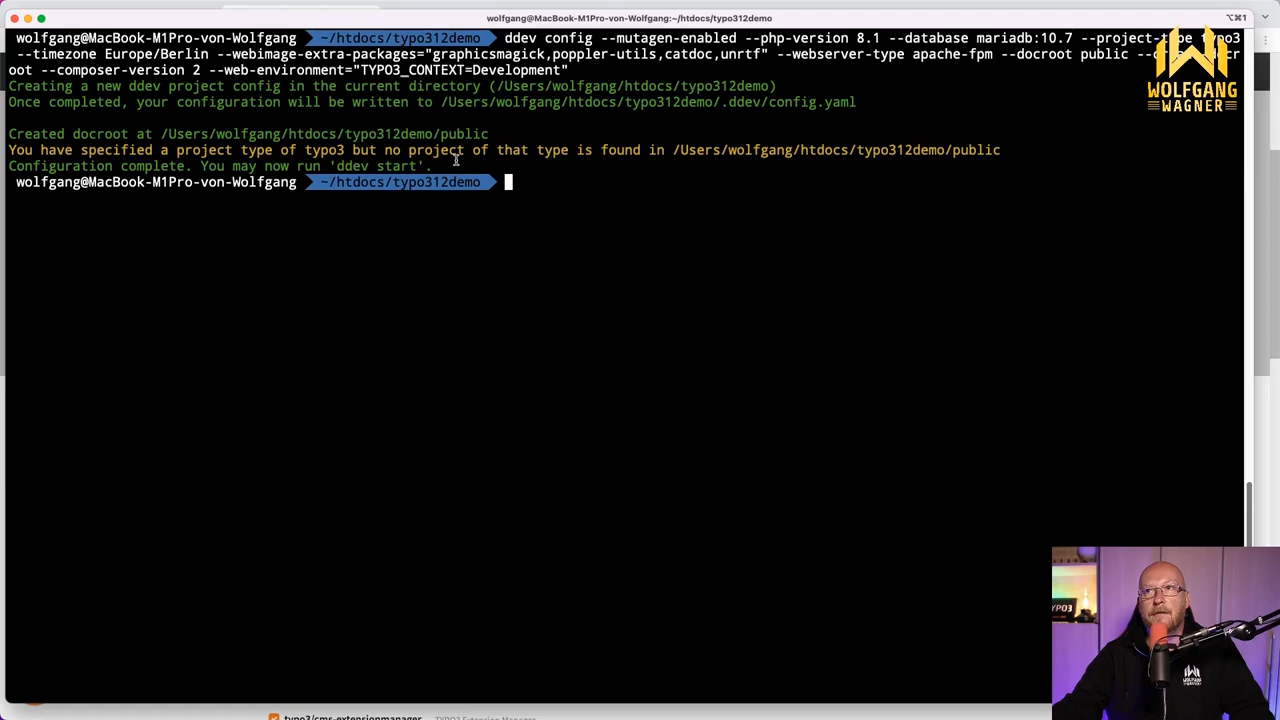 wolfgang@MacBook-M1Pro-von-Wolfgang:~/htdocs/typo312demo
⌥⌘1
wolfgang@MacBook-M1Pro-von-Wolfgang ~/htdocs/typo312demo ddev config --mutagen-enabled --php-version 8.1 --database mariadb:10.7 --project-type typo3
--timezone Europe/Berlin --webimage-extra-packages="graphicsmagick,poppler-utils,catdoc,unrtf" --webserver-type apache-fpm --docroot public
oot --composer-version 2 --web-environment="TYPO3_CONTEXT=Development"
Creating a new ddev project config in the current directory (/Users/wolfgang/htdocs/typo312demo)
Once completed, your configuration will be written to /Users/wolfgang/htdocs/typo312demo/.ddev/config.yaml
Created docroot at /Users/wolfgang/htdocs/typo312demo/public
You have specified a project type of typo3 but no project of that type is found in /Users/wolfgang/htdocs/typo312demo/public
Configuration complete. You may now run 'ddev start'.
wolfgang@MacBook-M1Pro-von-Wolfgang ~/htdocs/typo312demo
WOLFGANG
WAGNER
TYPO3
typo3/cms-extensionmanager TYPO3 Extension Manager